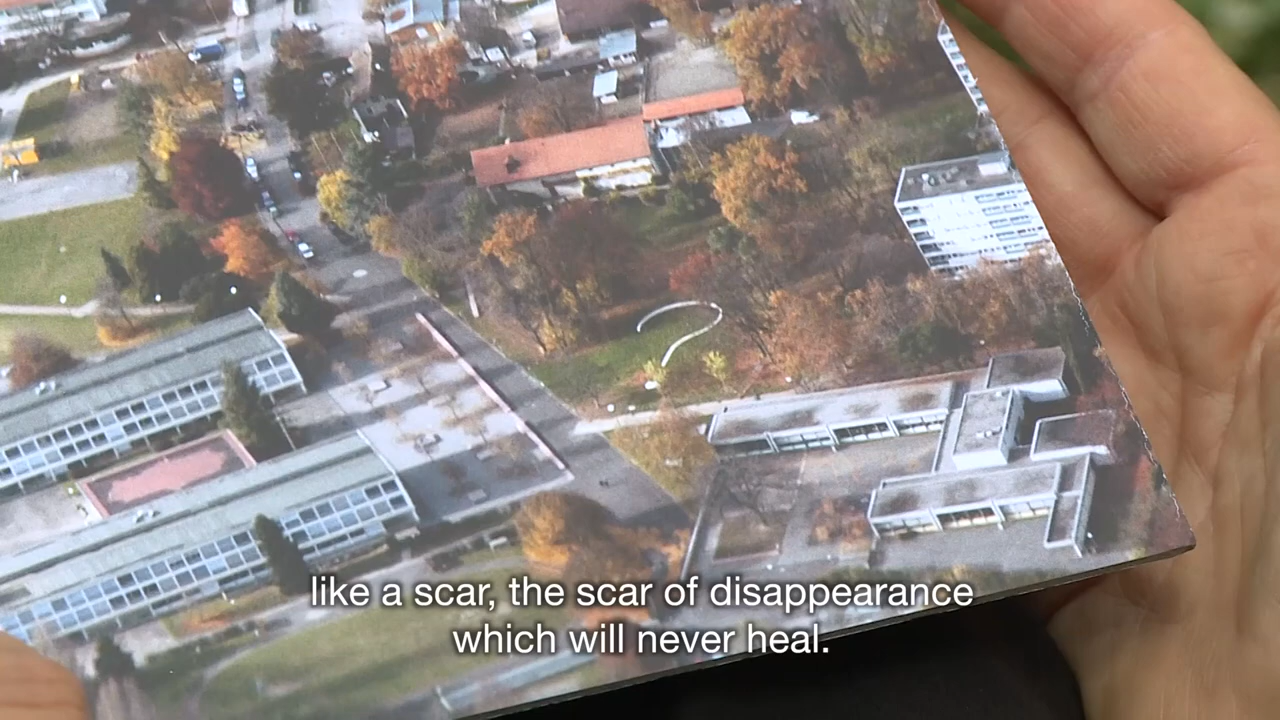 like a scar, the scar of disappearance
which will never heal.